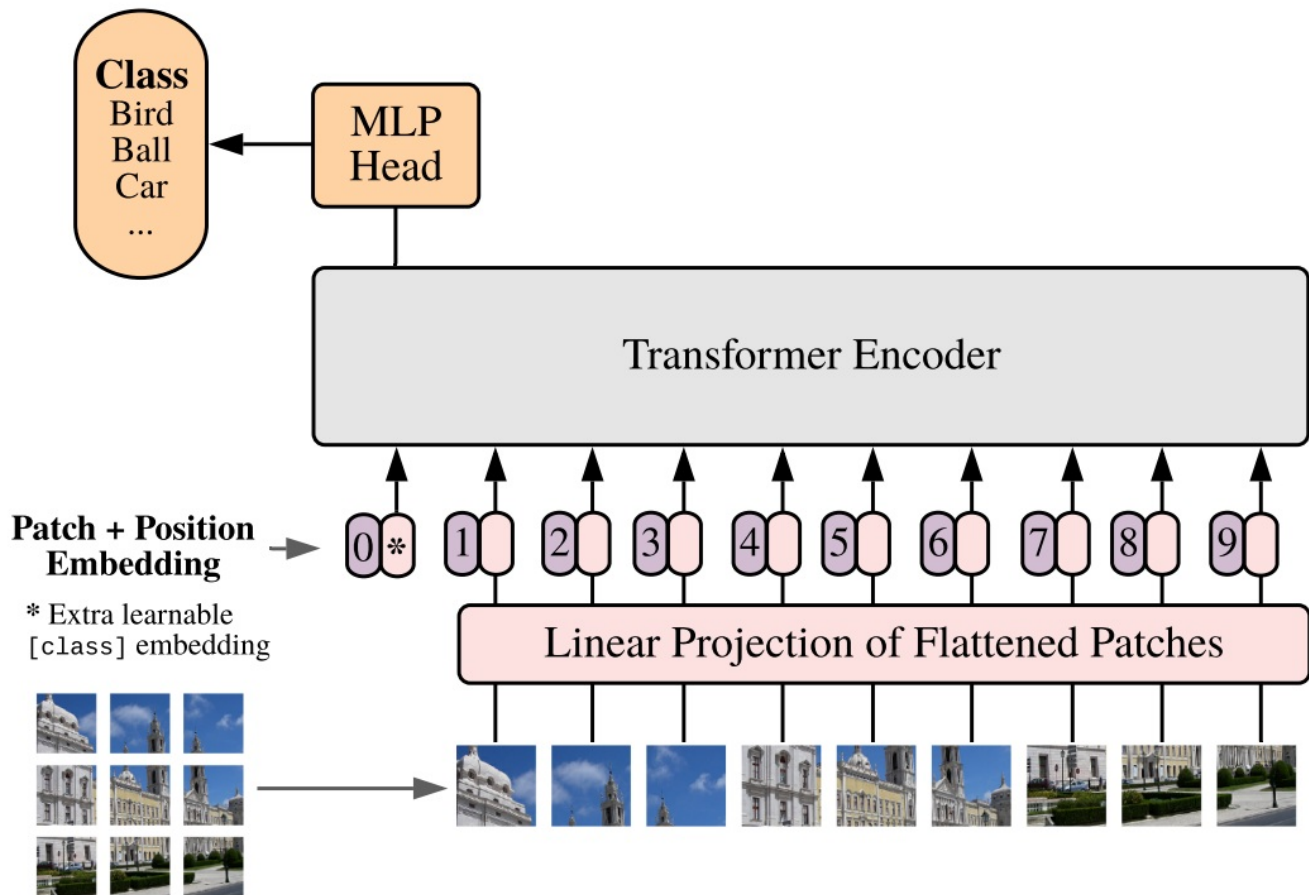 Class
Bird
Ball
Car
...
MLP
Head
Transformer Encoder
Patch + Position
Embedding
0 * 1 2 3 4 5 6 7 8 9
* Extra learnable
[class] embedding
Linear Projection of Flattened Patches